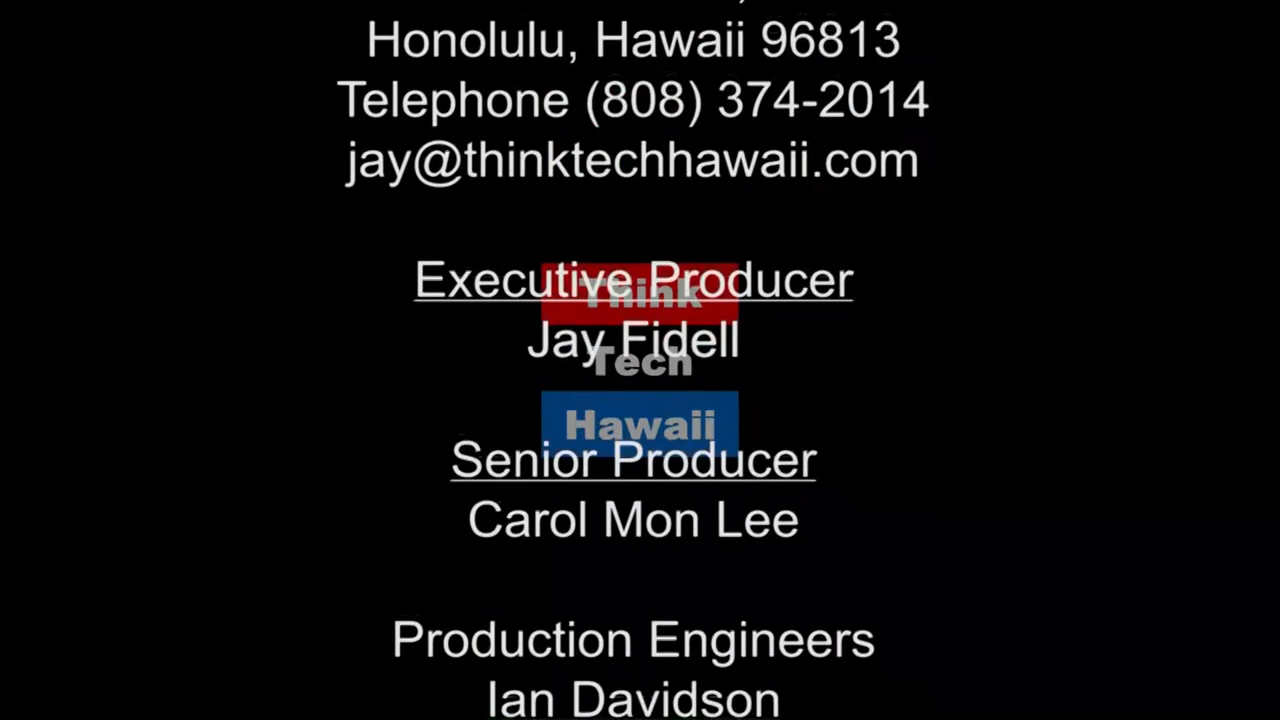 Honolulu, Hawaii 96813
Telephone (808) 374-2014
jay@thinktechhawaii.com
Executive Producer
Think
Jay Fidell
Tech
Hawaii
Senior Producer
Carol Mon Lee
Production Engineers
Ian Davidson